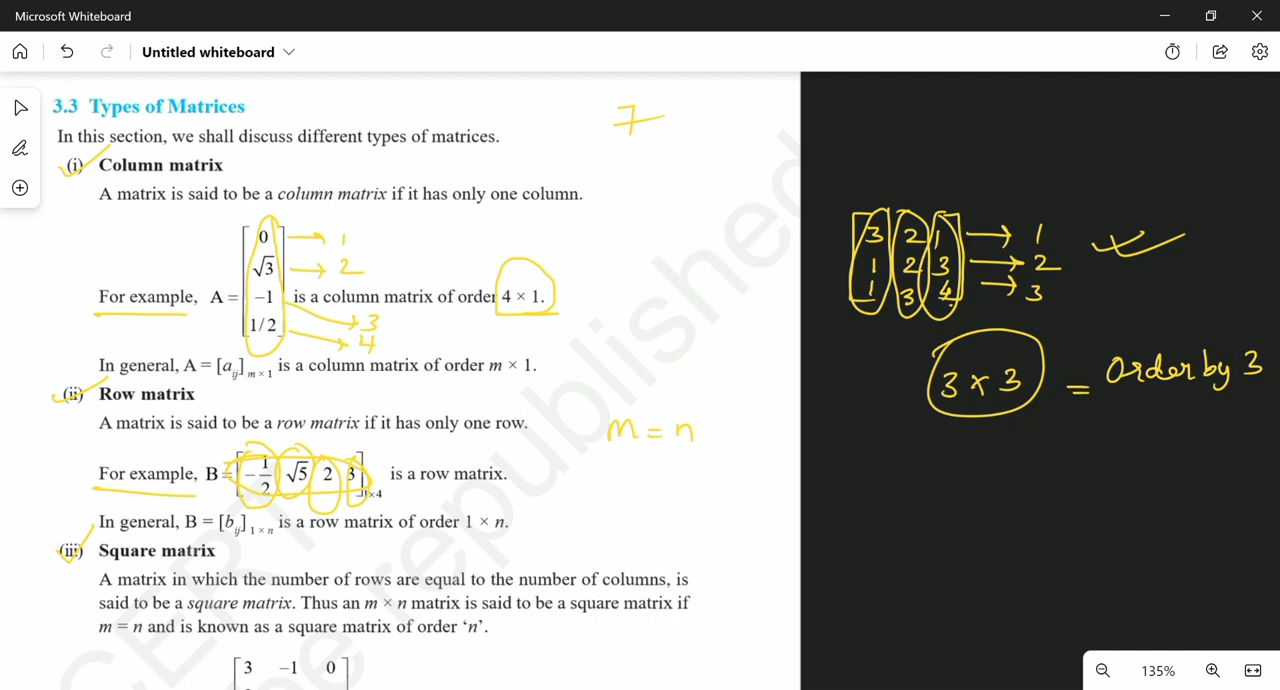 Microsoft Whiteboard
Untitled whiteboard
3.3 Types of Matrices
7
In this section, we shall discuss different types of matrices.
(i) Column matrix
A matrix is said to be a column matrix if it has only one column.
0 → 1
√3 → 2
For example, A = −1 is a column matrix of order 4 × 1.
→ 3
1/2 → 4
In general, A = [aij] m × 1 is a column matrix of order m × 1.
(ii) Row matrix
A matrix is said to be a row matrix if it has only one row.
m = n
For example, B = [−1/2 √5 2 3] 1×4 is a row matrix.
In general, B = [bij] 1 × n is a row matrix of order 1 × n.
(iii) Square matrix
A matrix in which the number of rows are equal to the number of columns, is
said to be a square matrix. Thus an m × n matrix is said to be a square matrix if
m = n and is known as a square matrix of order ‘n’.
3 −1 0
3 2 1 → 1
1 2 3 → 2
1 3 4 → 3
3 × 3 = Order by 3
135%